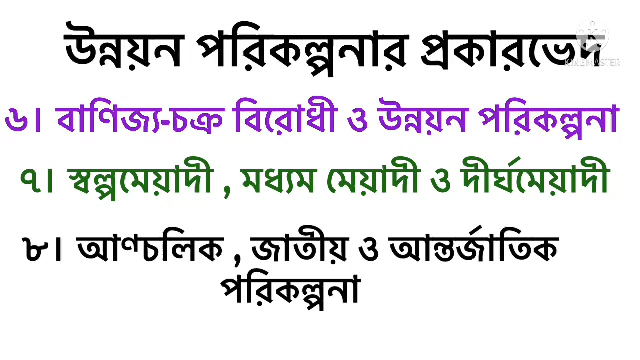 উন্নয়ন পরিকল্পনার প্রকারভেদ
৬। বাণিজ্য-চক্র বিরোধী ও উন্নয়ন পরিকল্পনা
৭। স্বল্পমেয়াদী , মধ্যম মেয়াদী ও দীর্ঘমেয়াদী
৮। আণ্চলিক , জাতীয় ও আন্তর্জাতিক
পরিকল্পনা